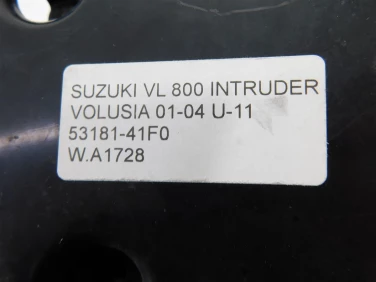 SUZUKI VL 800 INTRUDER
VOLUSIA 01-04 U-11
53181-41F0
W.A1728